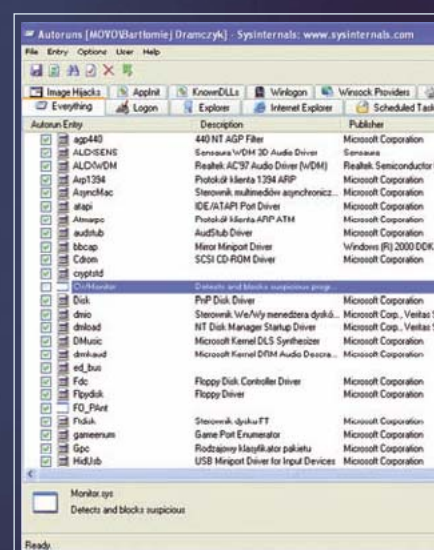 Autoruns [MOVO\Bartłomiej Dramczyk] - Sysinternals: www.sysinternals.com
File Entry Options User Help
Image Hijacks AppInit KnownDLLs Winlogon Winsock Providers
Everything Logon Explorer Internet Explorer Scheduled Task
Autorun Entry Description Publisher
agp440 440 NT AGP Filter Microsoft Corporation
ALCXSENS Sensaura WDM 3D Audio Driver Sensaura
ALCXWDM Realtek AC'97 Audio Driver (WDM) Realtek Semiconductor
Arp1394 Protokół klienta 1394 ARP Microsoft Corporation
AsyncMac Sterownik multimediów asynchronicz... Microsoft Corporation
atapi IDE/ATAPI Port Driver Microsoft Corporation
Atmarpc Protokół klienta ARP ATM Microsoft Corporation
audstub AudStub Driver Microsoft Corporation
bbcap Mirror Miniport Driver Windows (R) 2000 DDK
Cdrom SCSI CD-ROM Driver Microsoft Corporation
cryptstd
Detects and blocks suspicious progr...
Disk PnP Disk Driver Microsoft Corporation
dmio Sterownik We/Wy menedżera dyskó... Microsoft Corp., Veritas S
dmload NT Disk Manager Startup Driver Microsoft Corp., Veritas S
DMusic Microsoft Kernel DLS Synthesizer Microsoft Corporation
drmkaud Microsoft Kernel DRM Audio Descra... Microsoft Corporation
ed_bus
Fdc Floppy Disk Controller Driver Microsoft Corporation
Flpydisk Floppy Driver Microsoft Corporation
FO_PAnt
Ftdisk Sterownik dysku FT Microsoft Corporation
gameenum Game Port Enumerator Microsoft Corporation
Gpc Rodzajowy klasyfikator pakietu Microsoft Corporation
HidUsb USB Miniport Driver for Input Devices Microsoft Corporation
Monitor.sys
Detects and blocks suspicious
Ready.